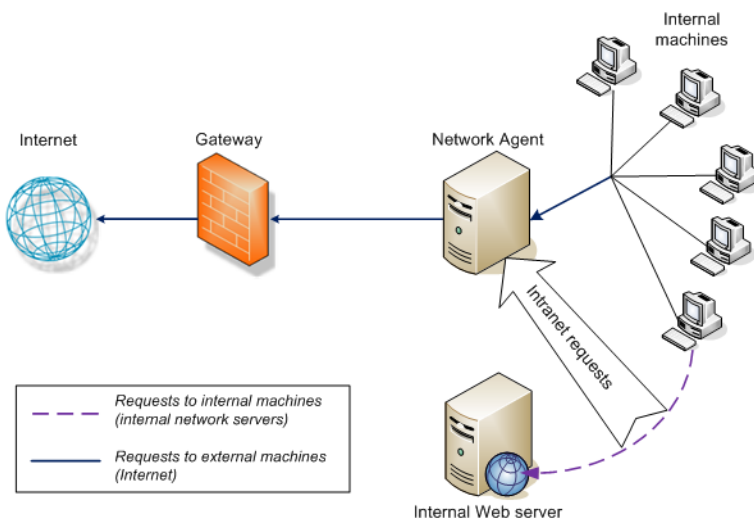 Internal
machines
Internet
Gateway
Network Agent
Intranet requests
Requests to internal machines
(internal network servers)
Requests to external machines
(Internet)
Internal Web server